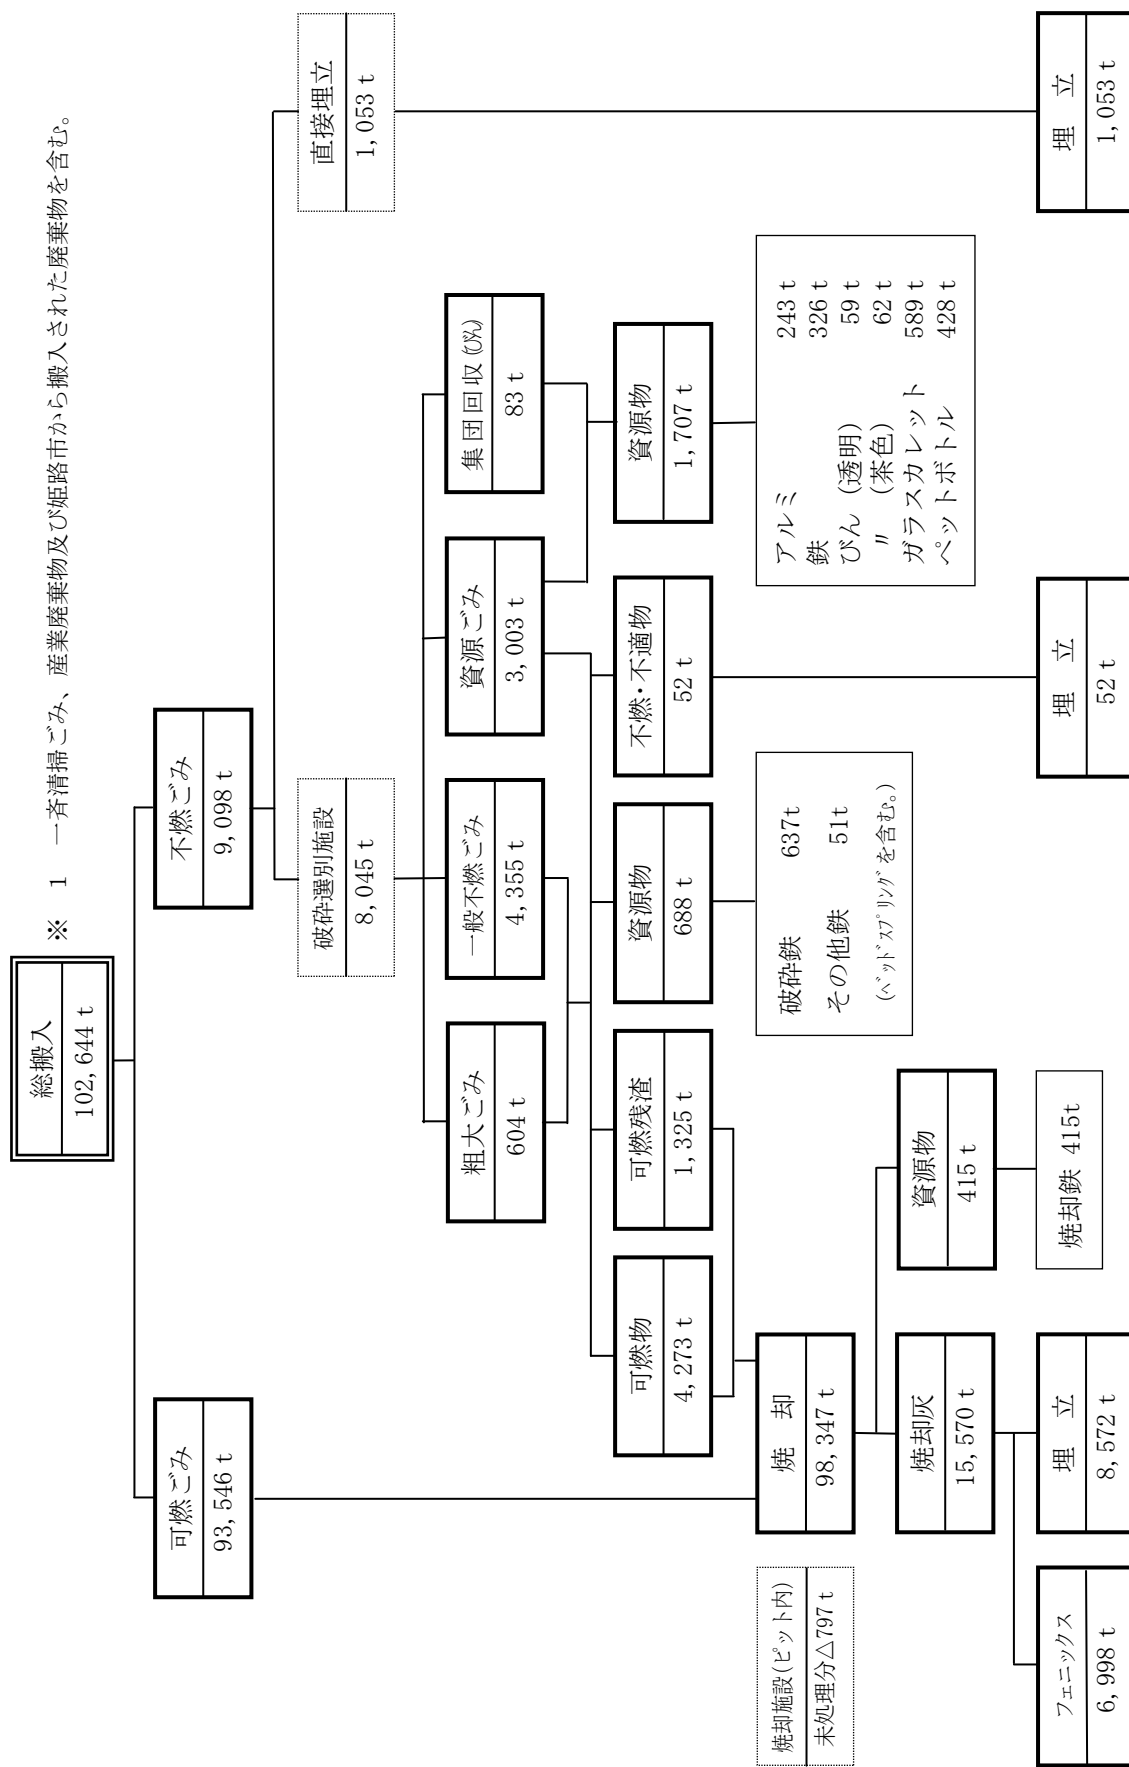 ※ 1　一斉清掃ごみ、産業廃棄物及び姫路市から搬入された廃棄物を含む。
総搬入
102,644 t
可燃ごみ
93,546 t
不燃ごみ
9,098 t
破砕選別施設
8,045 t
直接埋立
1,053 t
粗大ごみ
604 t
一般不燃ごみ
4,355 t
資源ごみ
3,003 t
集団回収(びん)
83 t
可燃物
4,273 t
可燃残渣
1,325 t
資源物
688 t
不燃・不適物
52 t
資源物
1,707 t
焼却施設(ピット内)
未処理分△797 t
焼　却
98,347 t
破砕鉄　637t
その他鉄　51t
(ベッドスプリングを含む。)
アルミ　243 t
鉄　326 t
びん (透明)　59 t
〃 (茶色)　62 t
ガラスカレット　589 t
ペットボトル　428 t
焼却灰
15,570 t
資源物
415 t
フェニックス
6,998 t
埋　立
8,572 t
焼却鉄 415t
埋　立
52 t
埋　立
1,053 t